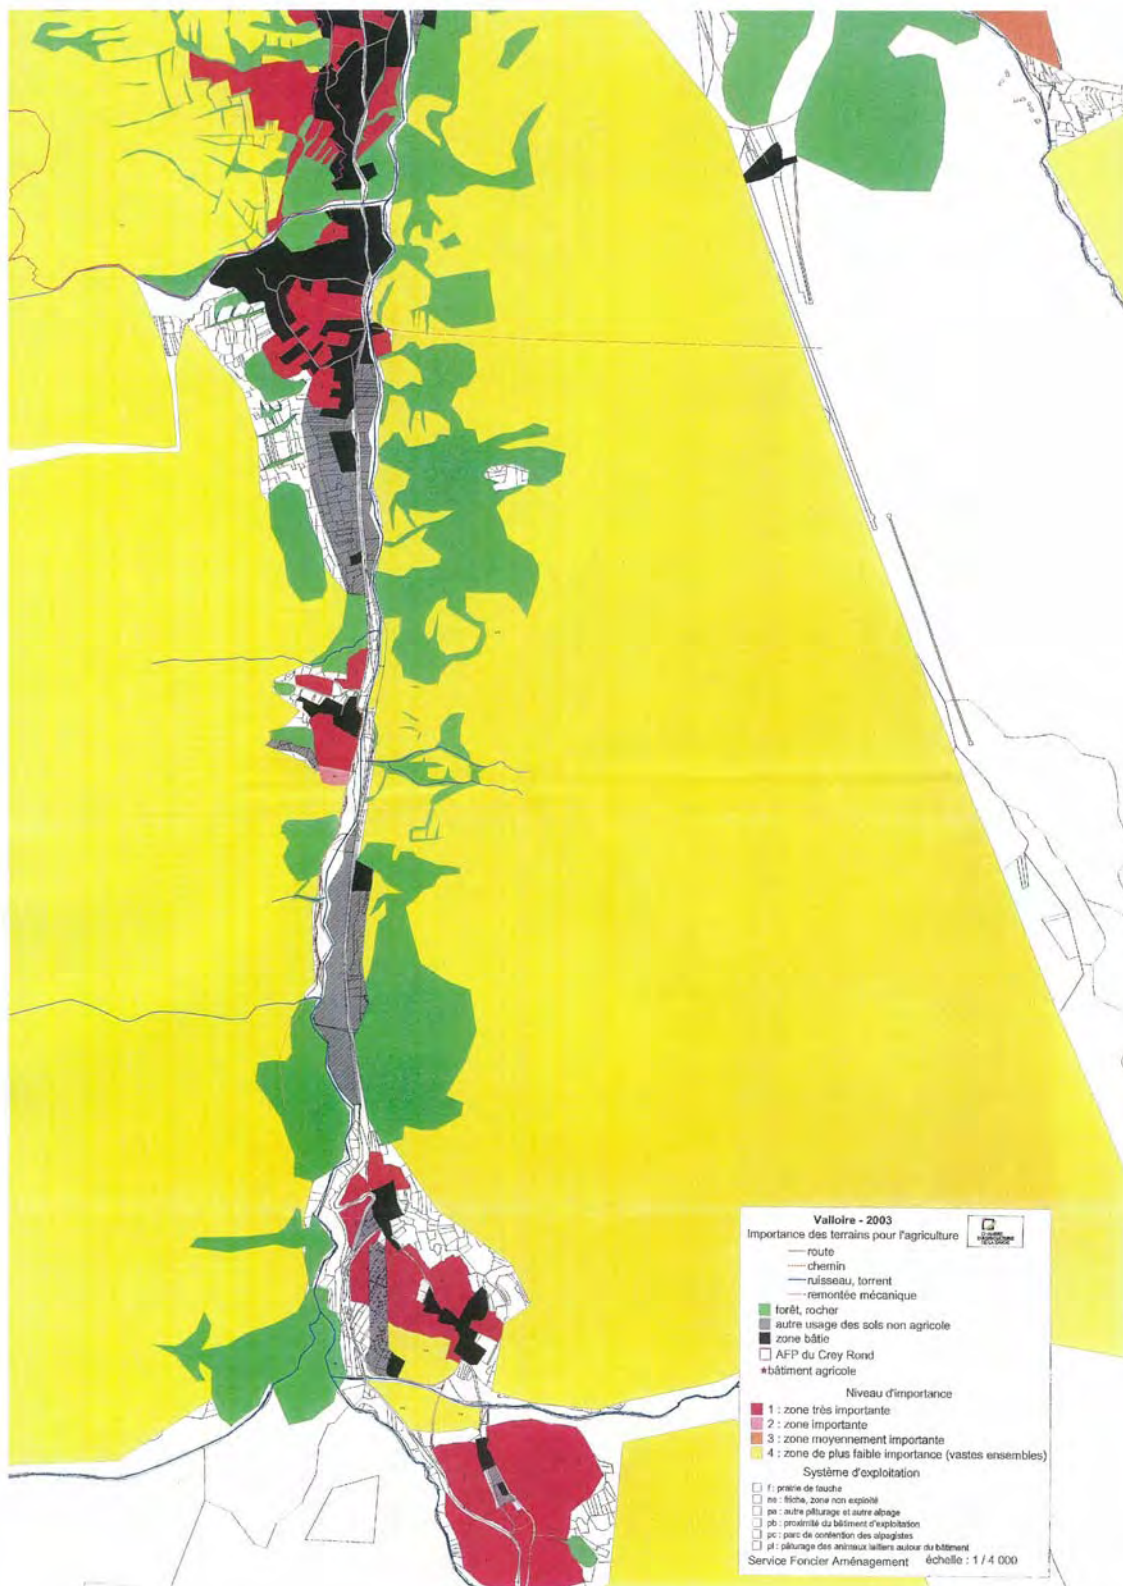 Valloire - 2003
Importance des terrains pour l'agriculture
route
chemin
ruisseau, torrent
remontée mécanique
forêt, rocher
autre usage des sols non agricole
zone bâtie
AFP du Crey Rond
bâtiment agricole
Niveau d'importance
1 : zone très importante
2 : zone importante
3 : zone moyennement importante
4 : zone de plus faible importance (vastes ensembles)
Système d'exploitation
f : prairie de fauche
ne : friche, zone non exploité
pa : autre pâturage et autre alpage
pb : proximité du bâtiment d'exploitation
pc : parc de contention des alpagistes
pl : pâturage des animaux laitiers autour du bâtiment
Service Foncier Aménagement échelle : 1 / 4 000